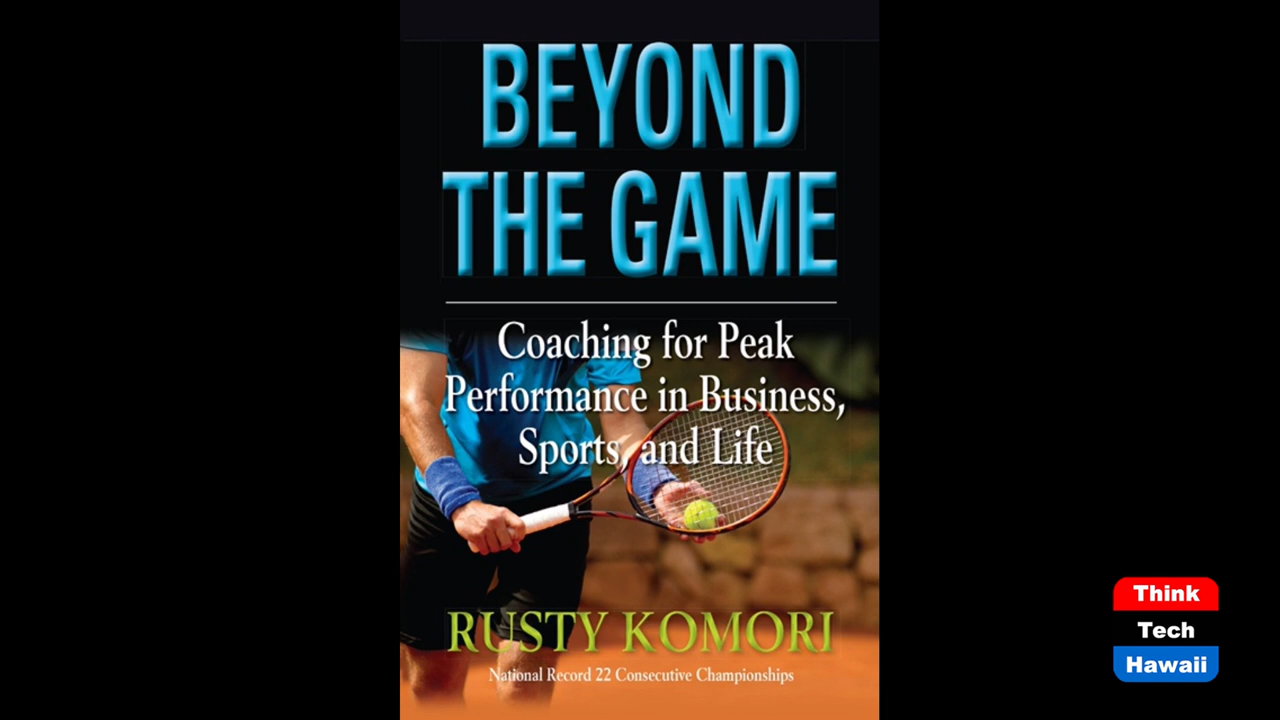 BEYOND
THE GAME
Coaching for Peak
Performance in Business,
Sports, and Life
RUSTY KOMORI
National Record 22 Consecutive Championships
Think
Tech
Hawaii